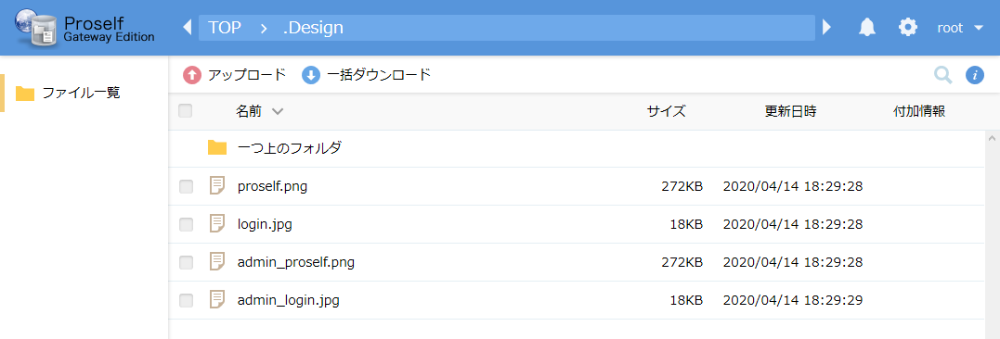 Proself
Gateway Edition
TOP > .Design
root
ファイル一覧
アップロード 一括ダウンロード
名前 サイズ 更新日時 付加情報
一つ上のフォルダ
proself.png 272KB 2020/04/14 18:29:28
login.jpg 18KB 2020/04/14 18:29:28
admin_proself.png 272KB 2020/04/14 18:29:28
admin_login.jpg 18KB 2020/04/14 18:29:29